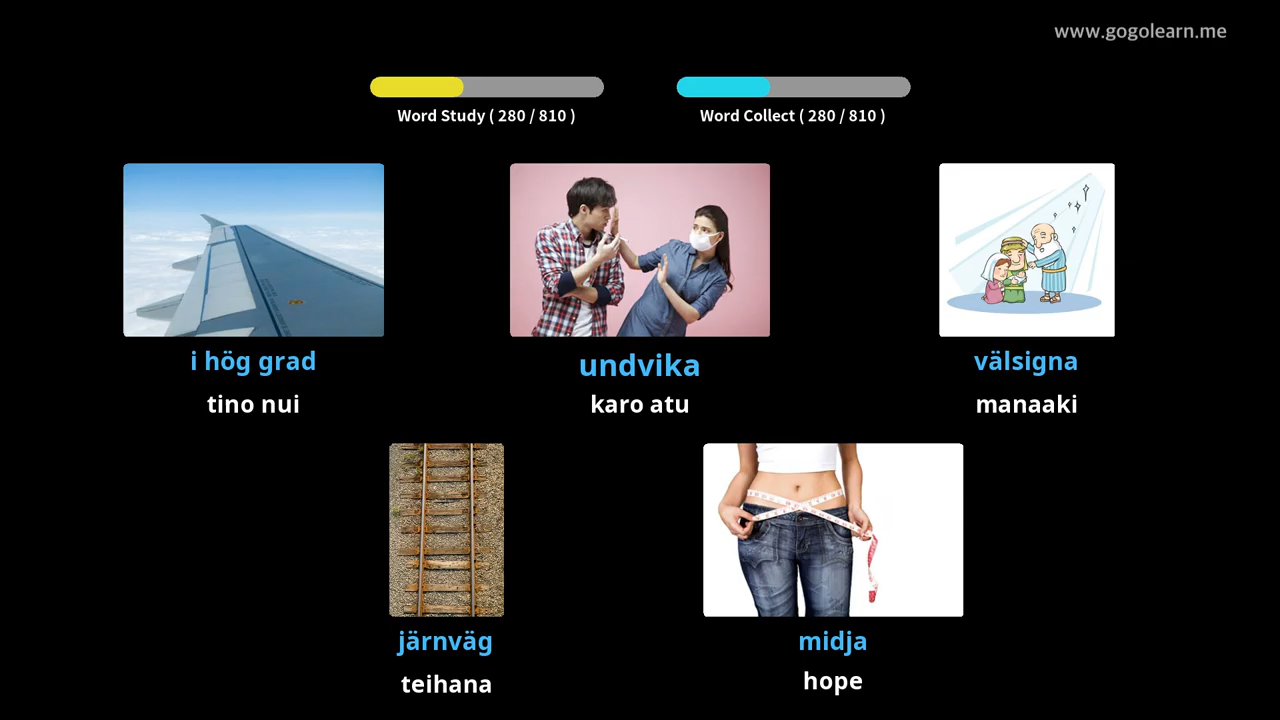 www.gogolearn.me
Word Study ( 280 / 810 )
Word Collect ( 280 / 810 )
i hög grad
undvika
välsigna
tino nui
karo atu
manaaki
järnväg
midja
teihana
hope